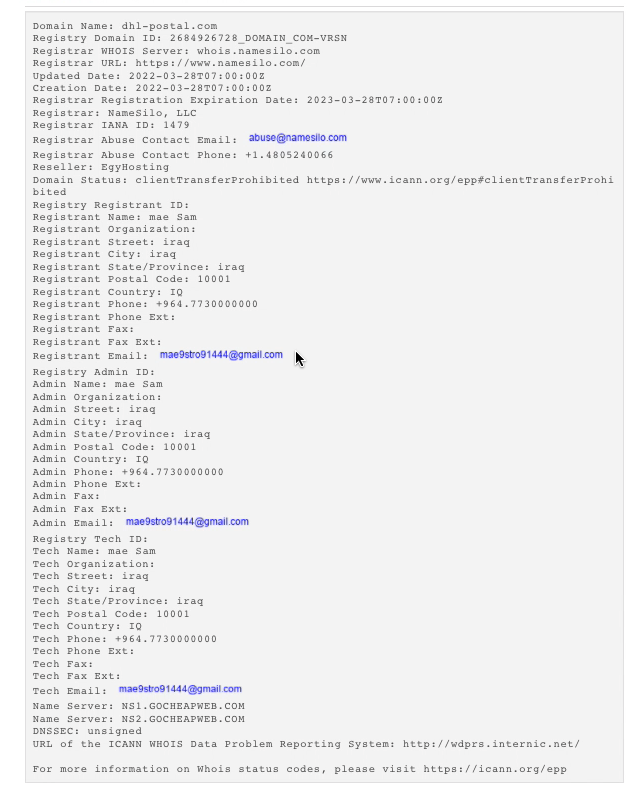 Domain Name: dhl-postal.com
Registry Domain ID: 2684926728_DOMAIN_COM-VRSN
Registrar WHOIS Server: whois.namesilo.com
Registrar URL: https://www.namesilo.com/
Updated Date: 2022-03-28T07:00:00Z
Creation Date: 2022-03-28T07:00:00Z
Registrar Registration Expiration Date: 2023-03-28T07:00:00Z
Registrar: NameSilo, LLC
Registrar IANA ID: 1479
Registrar Abuse Contact Email: abuse@namesilo.com
Registrar Abuse Contact Phone: +1.4805240066
Reseller: EgyHosting
Domain Status: clientTransferProhibited https://www.icann.org/epp#clientTransferProhi
bited
Registry Registrant ID:
Registrant Name: mae Sam
Registrant Organization:
Registrant Street: iraq
Registrant City: iraq
Registrant State/Province: iraq
Registrant Postal Code: 10001
Registrant Country: IQ
Registrant Phone: +964.7730000000
Registrant Phone Ext:
Registrant Fax:
Registrant Fax Ext:
Registrant Email: mae9stro91444@gmail.com
Registry Admin ID:
Admin Name: mae Sam
Admin Organization:
Admin Street: iraq
Admin City: iraq
Admin State/Province: iraq
Admin Postal Code: 10001
Admin Country: IQ
Admin Phone: +964.7730000000
Admin Phone Ext:
Admin Fax:
Admin Fax Ext:
Admin Email: mae9stro91444@gmail.com
Registry Tech ID:
Tech Name: mae Sam
Tech Organization:
Tech Street: iraq
Tech City: iraq
Tech State/Province: iraq
Tech Postal Code: 10001
Tech Country: IQ
Tech Phone: +964.7730000000
Tech Phone Ext:
Tech Fax:
Tech Fax Ext:
Tech Email: mae9stro91444@gmail.com
Name Server: NS1.GOCHEAPWEB.COM
Name Server: NS2.GOCHEAPWEB.COM
DNSSEC: unsigned
URL of the ICANN WHOIS Data Problem Reporting System: http://wdprs.internic.net/
For more information on Whois status codes, please visit https://icann.org/epp